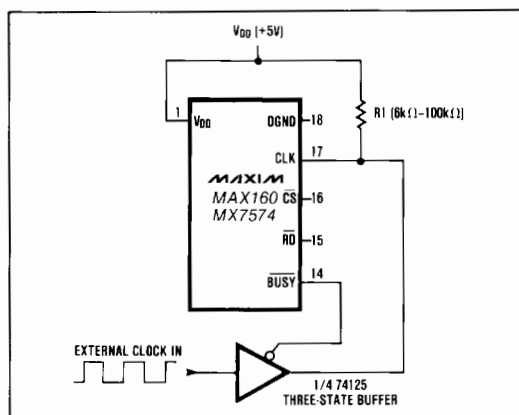 VDD (+5V)
1
VDD
DGND
18
R1 (6kΩ-100kΩ)
CLK
17
MAXIM
MAX160
MX7574
CS
16
RD
15
BUSY
14
EXTERNAL CLOCK IN
1/4 74125
THREE-STATE BUFFER